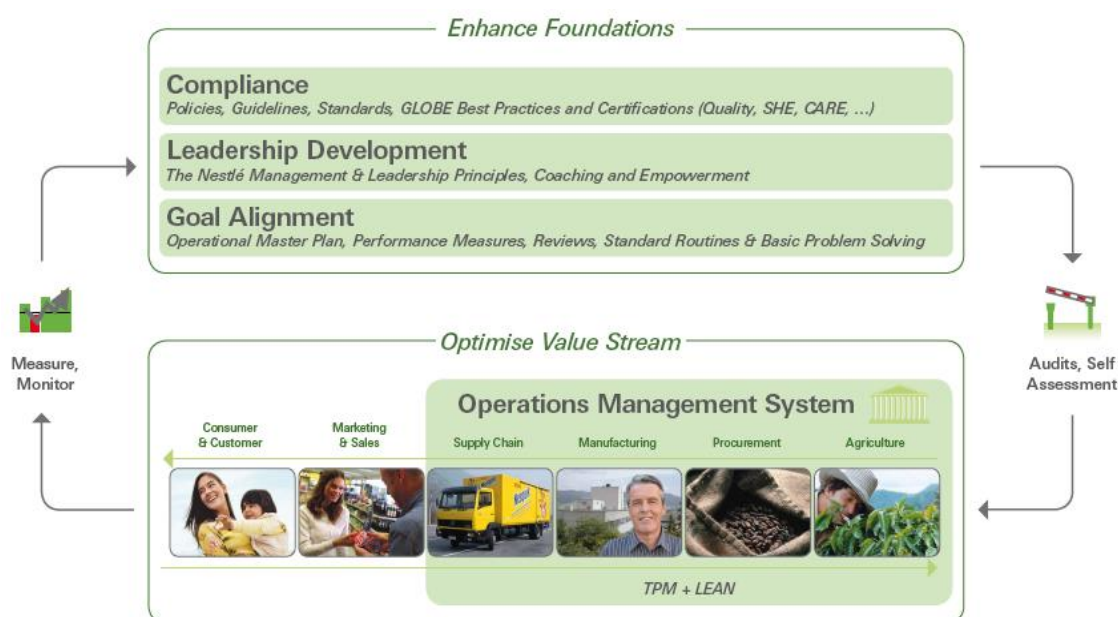 Enhance Foundations
Compliance
Policies, Guidelines, Standards, GLOBE Best Practices and Certifications (Quality, SHE, CARE, ...)
Leadership Development
The Nestlé Management & Leadership Principles, Coaching and Empowerment
Goal Alignment
Operational Master Plan, Performance Measures, Reviews, Standard Routines & Basic Problem Solving
Measure,
Monitor
Audits, Self
Assessment
Optimise Value Stream
Operations Management System
Consumer
& Customer
Marketing
& Sales
Supply Chain
Manufacturing
Procurement
Agriculture
TPM + LEAN